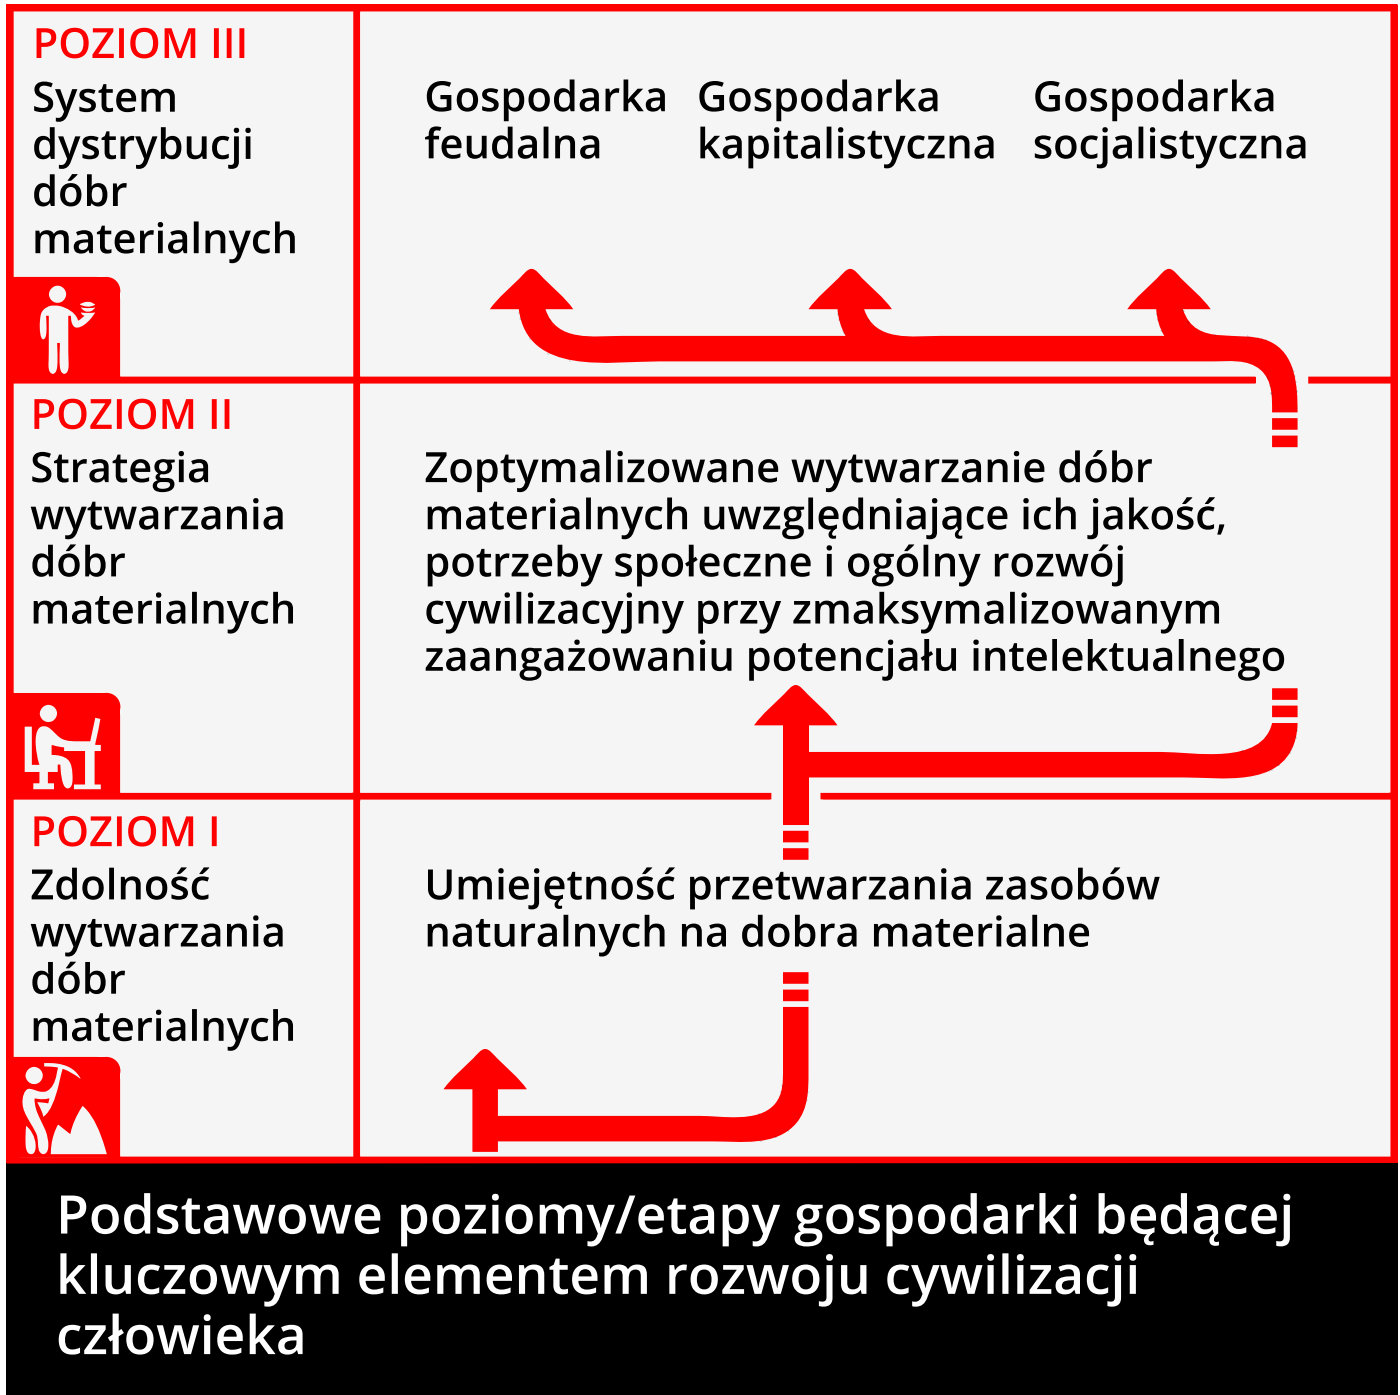 POZIOM III
System
dystrybucji
dóbr
materialnych
Gospodarka
feudalna
Gospodarka
kapitalistyczna
Gospodarka
socjalistyczna
POZIOM II
Strategia
wytwarzania
dóbr
materialnych
Zoptymalizowane wytwarzanie dóbr
materialnych uwzględniające ich jakość,
potrzeby społeczne i ogólny rozwój
cywilizacyjny przy zmaksymalizowanym
zaangażowaniu potencjału intelektualnego
POZIOM I
Zdolność
wytwarzania
dóbr
materialnych
Umiejętność przetwarzania zasobów
naturalnych na dobra materialne
Podstawowe poziomy/etapy gospodarki będącej
kluczowym elementem rozwoju cywilizacji
człowieka